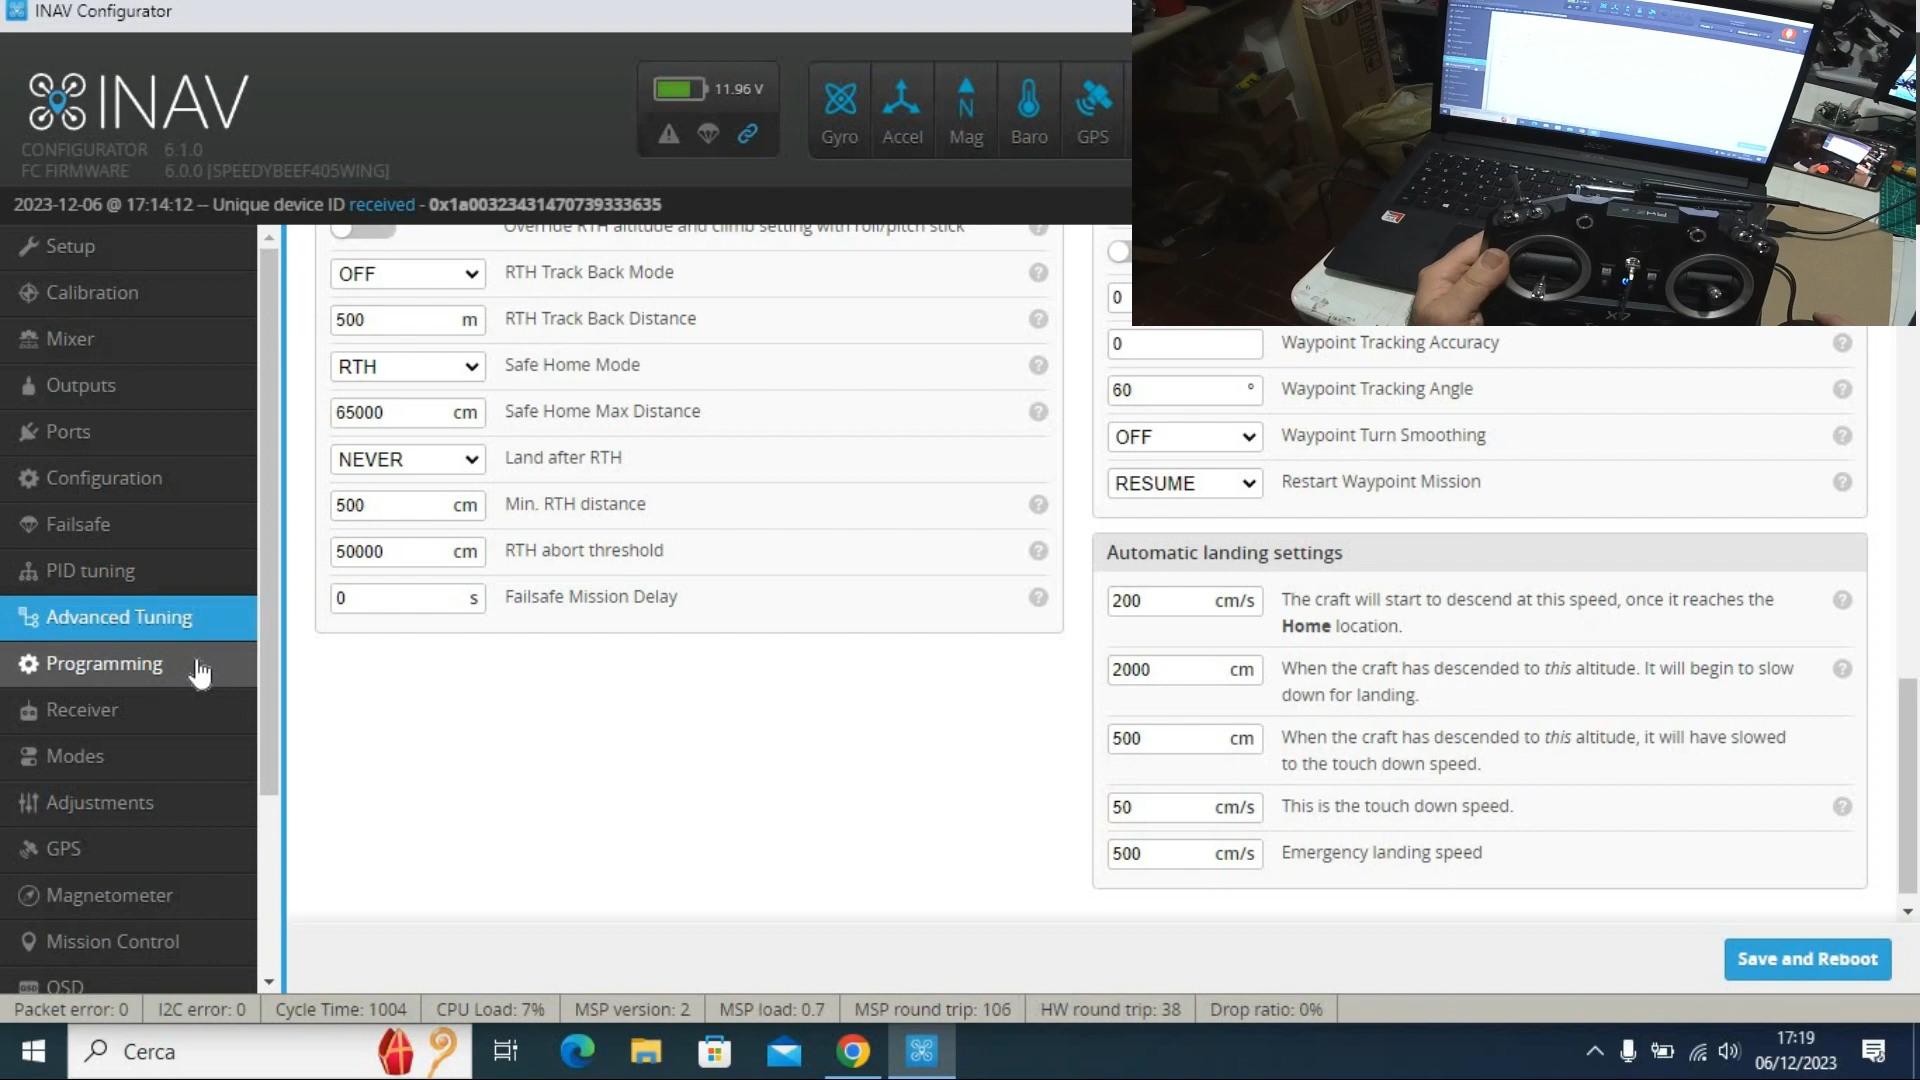 INAV Configurator
INAV
CONFIGURATOR 6.1.0
FC FIRMWARE 6.0.0 [SPEEDYBEEF405WING]
11.96 V
Gyro
Accel
Mag
Baro
GPS
2023-12-06 @ 17:14:12 -- Unique device ID received - 0x1a00323431470739333635
Setup
Calibration
Mixer
Outputs
Ports
Configuration
Failsafe
PID tuning
Advanced Tuning
Programming
Receiver
Modes
Adjustments
GPS
Magnetometer
Mission Control
OSD
Override RTH altitude and climb setting with roll/pitch stick
OFF RTH Track Back Mode
500 m RTH Track Back Distance
RTH Safe Home Mode
65000 cm Safe Home Max Distance
NEVER Land after RTH
500 cm Min. RTH distance
50000 cm RTH abort threshold
0 s Failsafe Mission Delay
0
0 Waypoint Tracking Accuracy
60 ° Waypoint Tracking Angle
OFF Waypoint Turn Smoothing
RESUME Restart Waypoint Mission
Automatic landing settings
200 cm/s The craft will start to descend at this speed, once it reaches the
Home location.
2000 cm When the craft has descended to this altitude. It will begin to slow
down for landing.
500 cm When the craft has descended to this altitude, it will have slowed
to the touch down speed.
50 cm/s This is the touch down speed.
500 cm/s Emergency landing speed
Save and Reboot
Packet error: 0 I2C error: 0 Cycle Time: 1004 CPU Load: 7% MSP version: 2 MSP load: 0.7 MSP round trip: 106 HW round trip: 38 Drop ratio: 0%
Cerca
17:19
06/12/2023